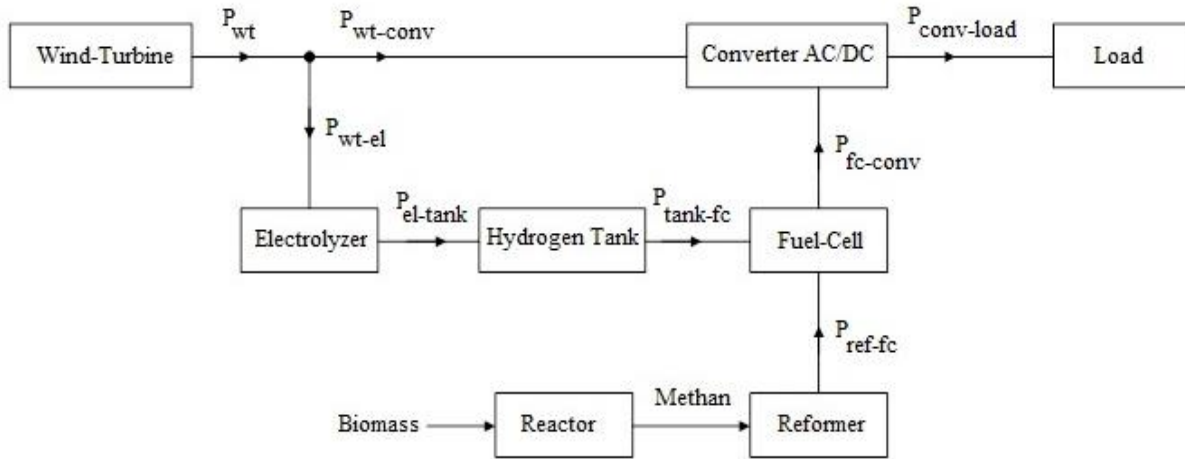 P_wt
P_wt-conv
P_conv-load
Wind-Turbine
Converter AC/DC
Load
P_wt-el
P_fc-conv
P_el-tank
P_tank-fc
Electrolyzer
Hydrogen Tank
Fuel-Cell
P_ref-fc
Methan
Biomass
Reactor
Reformer